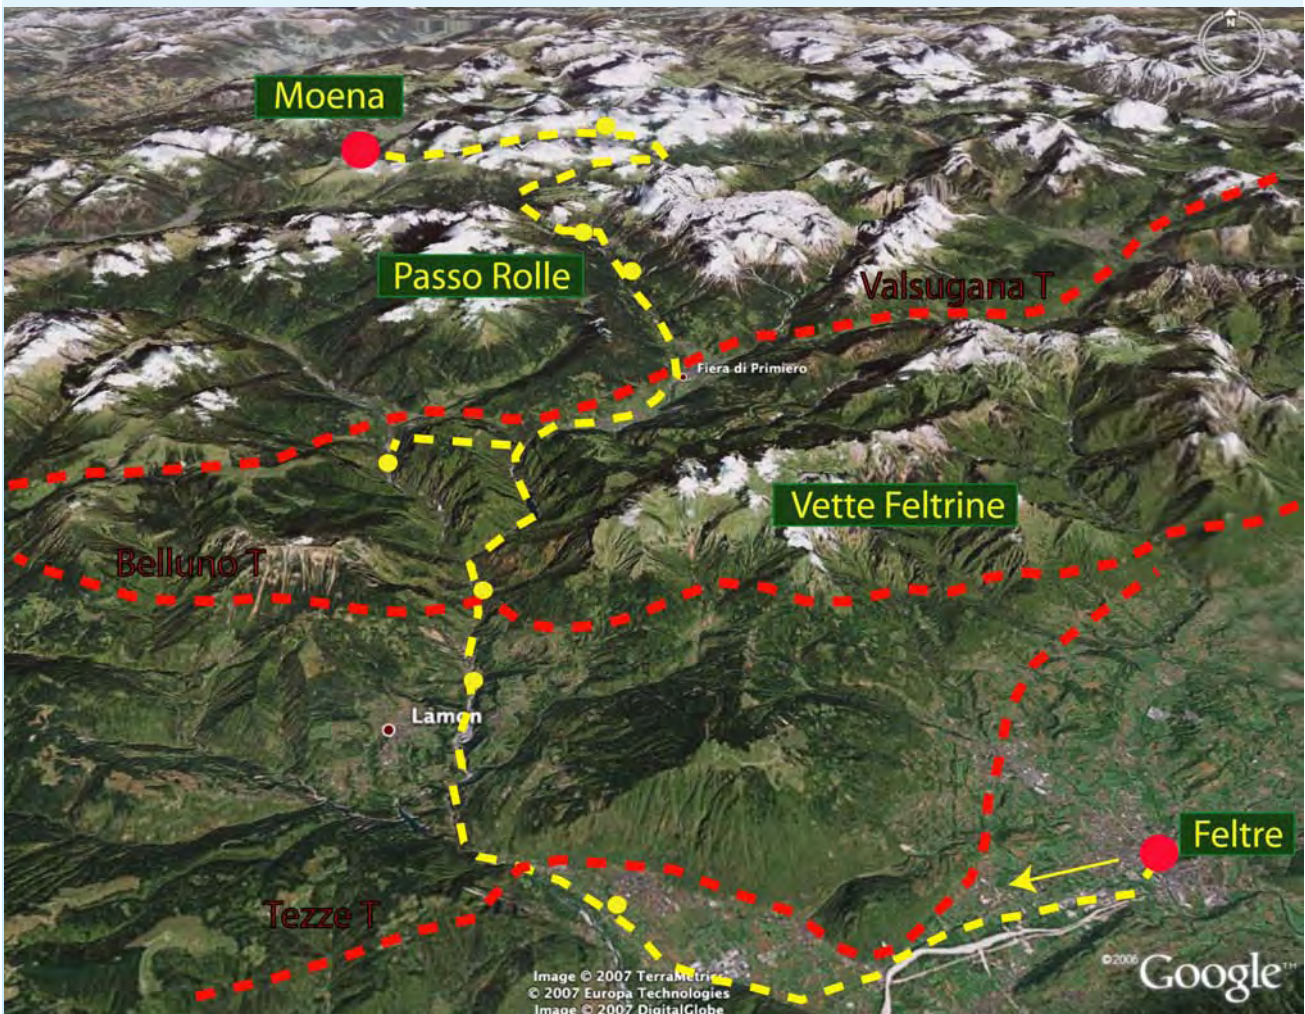 N
Moena
Passo Rolle
Valsugana T
Fiera di Primiero
Vette Feltrine
Belluno T
Lamon
Feltre
Tezze T
©2006 Google™
Image © 2007 TerraMetrics
© 2007 Europa Technologies
Image © 2007 DigitalGlobe